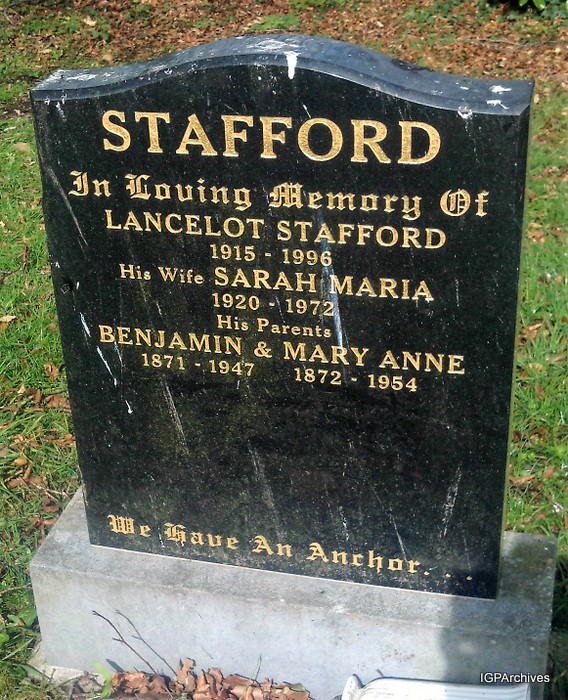 STAFFORD
In Loving Memory Of
LANCELOT STAFFORD
1915 - 1996
His Wife SARAH MARIA
1920 - 1972
His Parents
BENJAMIN & MARY ANNE
1871 - 1947 1872 - 1954
We Have An Anchor....
IGPArchives